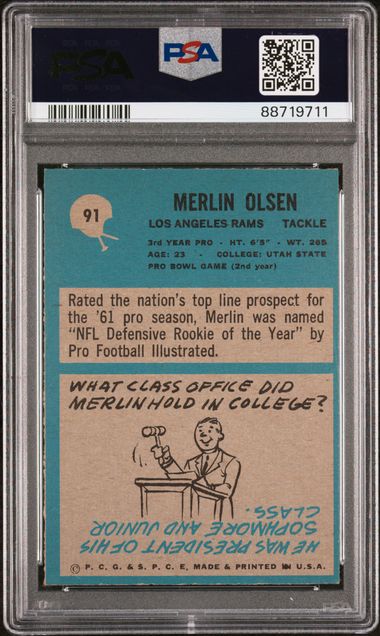 PSA
PSA
88719711
91
MERLIN OLSEN
LOS ANGELES RAMS TACKLE
3rd YEAR PRO - HT. 6'5" - WT. 265
AGE: 23 - COLLEGE: UTAH STATE
PRO BOWL GAME (2nd year)
Rated the nation's top line prospect for
the '61 pro season, Merlin was named
"NFL Defensive Rookie of the Year" by
Pro Football Illustrated.
WHAT CLASS OFFICE DID
MERLIN HOLD IN COLLEGE?
HE WAS PRESIDENT OF HIS
SOPHMORE AND JUNIOR
CLASS.
© P. C. G. & S. P. C. E, MADE & PRINTED IN U.S.A.